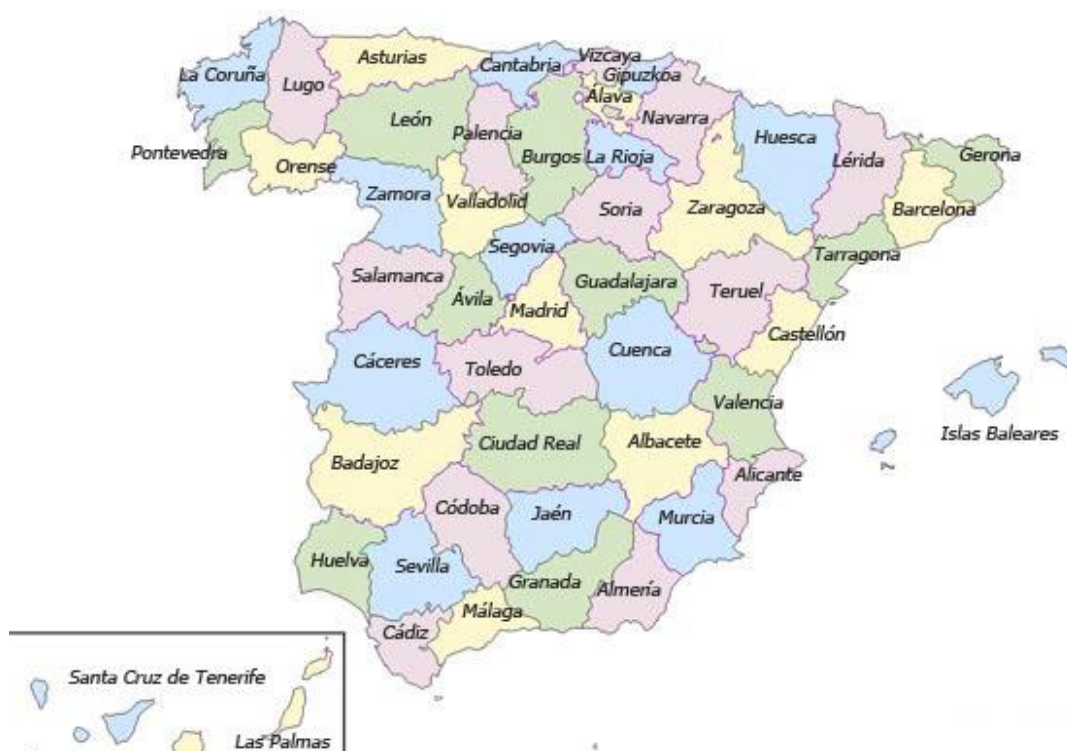 Asturias
Cantabria
Vizcaya
Gipuzkoa
La Coruña
Lugo
Álava
León
Palencia
Navarra
Huesca
Pontevedra
Orense
Burgos
La Rioja
Lérida
Gerona
Zamora
Valladolid
Soria
Zaragoza
Barcelona
Segovia
Tarragona
Salamanca
Ávila
Guadalajara
Teruel
Madrid
Castellón
Cáceres
Toledo
Cuenca
Valencia
Islas Baleares
Badajoz
Ciudad Real
Albacete
Alicante
Córdoba
Jaén
Murcia
Huelva
Sevilla
Granada
Almería
Málaga
Cádiz
Santa Cruz de Tenerife
Las Palmas